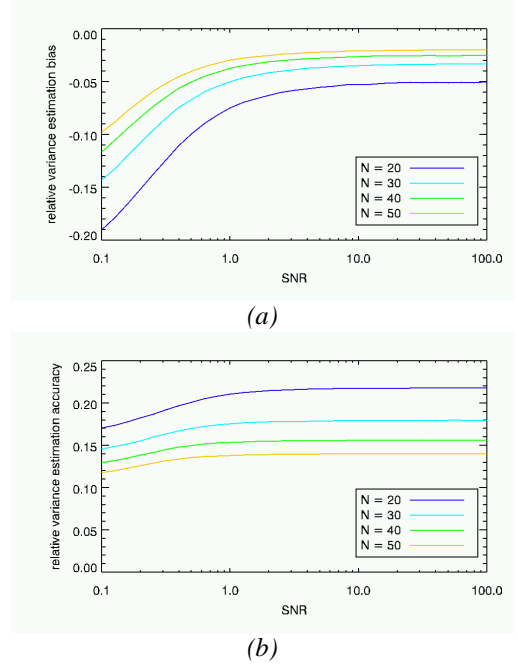 relative variance estimation bias
0.00
-0.05
-0.10
-0.15
-0.20
N = 20
N = 30
N = 40
N = 50
0.1
1.0
10.0
100.0
SNR
(a)
relative variance estimation accuracy
0.25
0.20
0.15
0.10
0.05
0.00
N = 20
N = 30
N = 40
N = 50
0.1
1.0
10.0
100.0
SNR
(b)